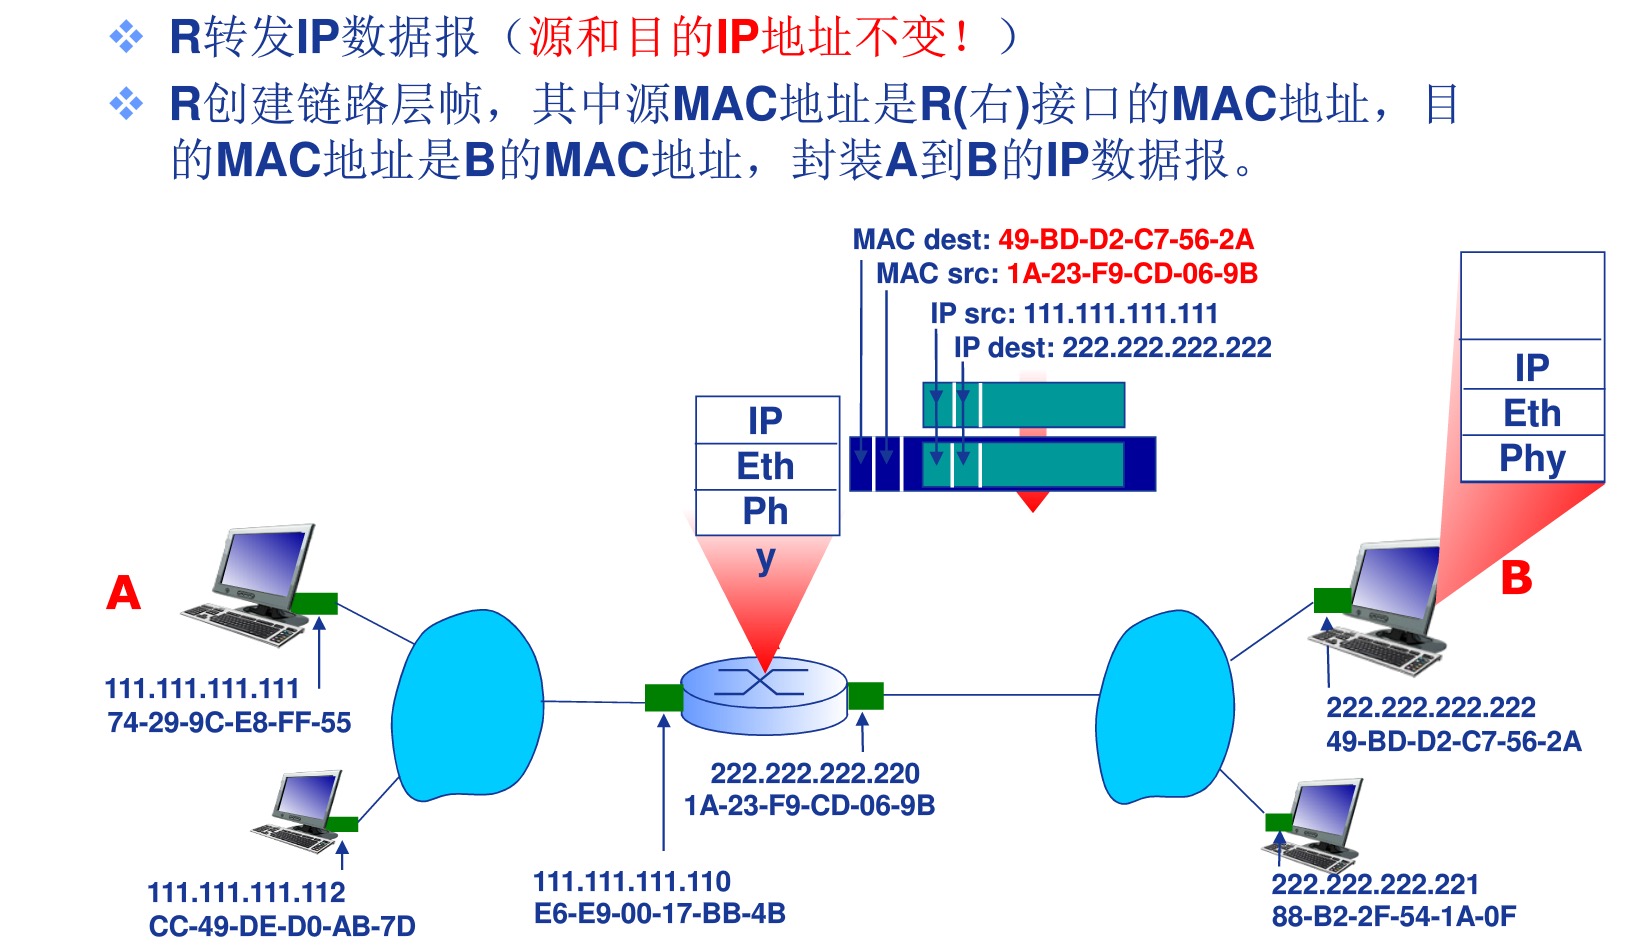 R转发IP数据报（源和目的IP地址不变！）
R创建链路层帧，其中源MAC地址是R(右)接口的MAC地址，目
的MAC地址是B的MAC地址，封装A到B的IP数据报。
MAC dest: 49-BD-D2-C7-56-2A
MAC src: 1A-23-F9-CD-06-9B
IP src: 111.111.111.111
IP dest: 222.222.222.222
IP
Eth
Ph
y
IP
Eth
Phy
A
B
111.111.111.111
74-29-9C-E8-FF-55
222.222.222.222
49-BD-D2-C7-56-2A
222.222.222.220
1A-23-F9-CD-06-9B
111.111.111.112
CC-49-DE-D0-AB-7D
111.111.111.110
E6-E9-00-17-BB-4B
222.222.222.221
88-B2-2F-54-1A-0F